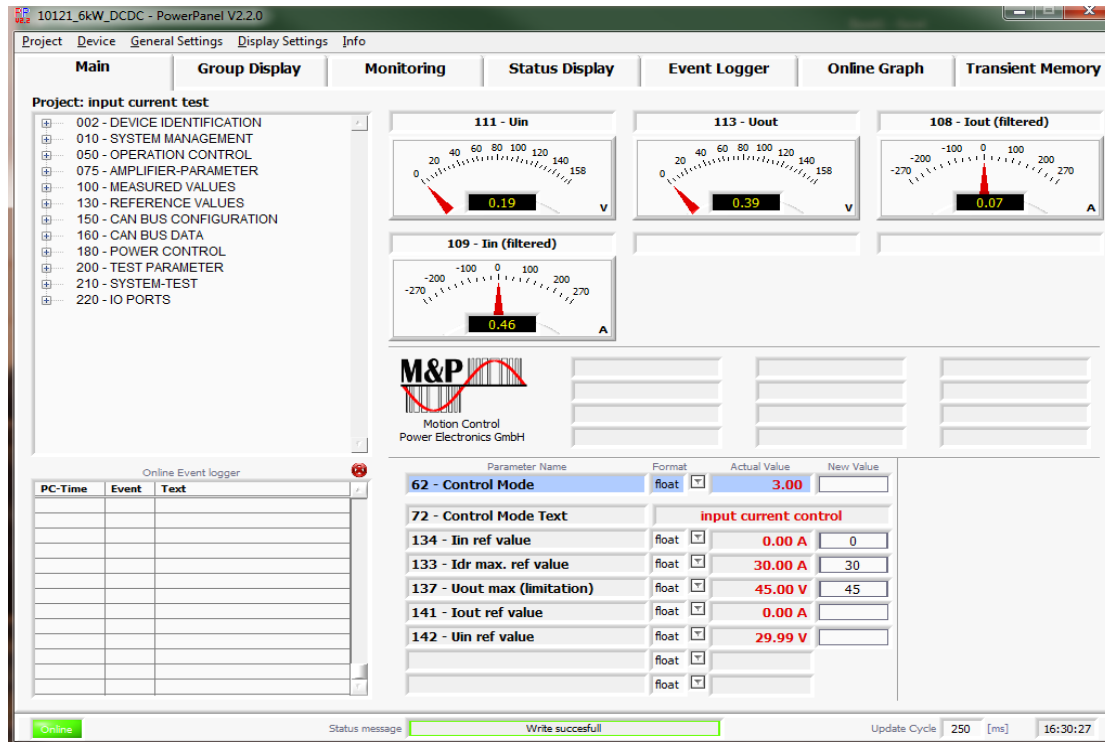 10121_6kW_DCDC - PowerPanel V2.2.0
Project Device General Settings Display Settings Info
Main Group Display Monitoring Status Display Event Logger Online Graph Transient Memory
Project: input current test
002 - DEVICE IDENTIFICATION
010 - SYSTEM MANAGEMENT
050 - OPERATION CONTROL
075 - AMPLIFIER-PARAMETER
100 - MEASURED VALUES
130 - REFERENCE VALUES
150 - CAN BUS CONFIGURATION
160 - CAN BUS DATA
180 - POWER CONTROL
200 - TEST PARAMETER
210 - SYSTEM-TEST
220 - IO PORTS
111 - Uin
0 20 40 60 80 100 120 140 158
0.19 V
113 - Uout
0 20 40 60 80 100 120 140 158
0.39 V
108 - Iout (filtered)
-270 -200 -100 0 100 200 270
0.07 A
109 - Iin (filtered)
-270 -200 -100 0 100 200 270
0.46 A
M&P
Motion Control
Power Electronics GmbH
Online Event logger
PC-Time Event Text
Parameter Name Format Actual Value New Value
62 - Control Mode float 3.00
72 - Control Mode Text input current control
134 - Iin ref value float 0.00 A 0
133 - Idr max. ref value float 30.00 A 30
137 - Uout max (limitation) float 45.00 V 45
141 - Iout ref value float 0.00 A
142 - Uin ref value float 29.99 V
float
float
Online Status message Write succesfull Update Cycle 250 [ms] 16:30:27